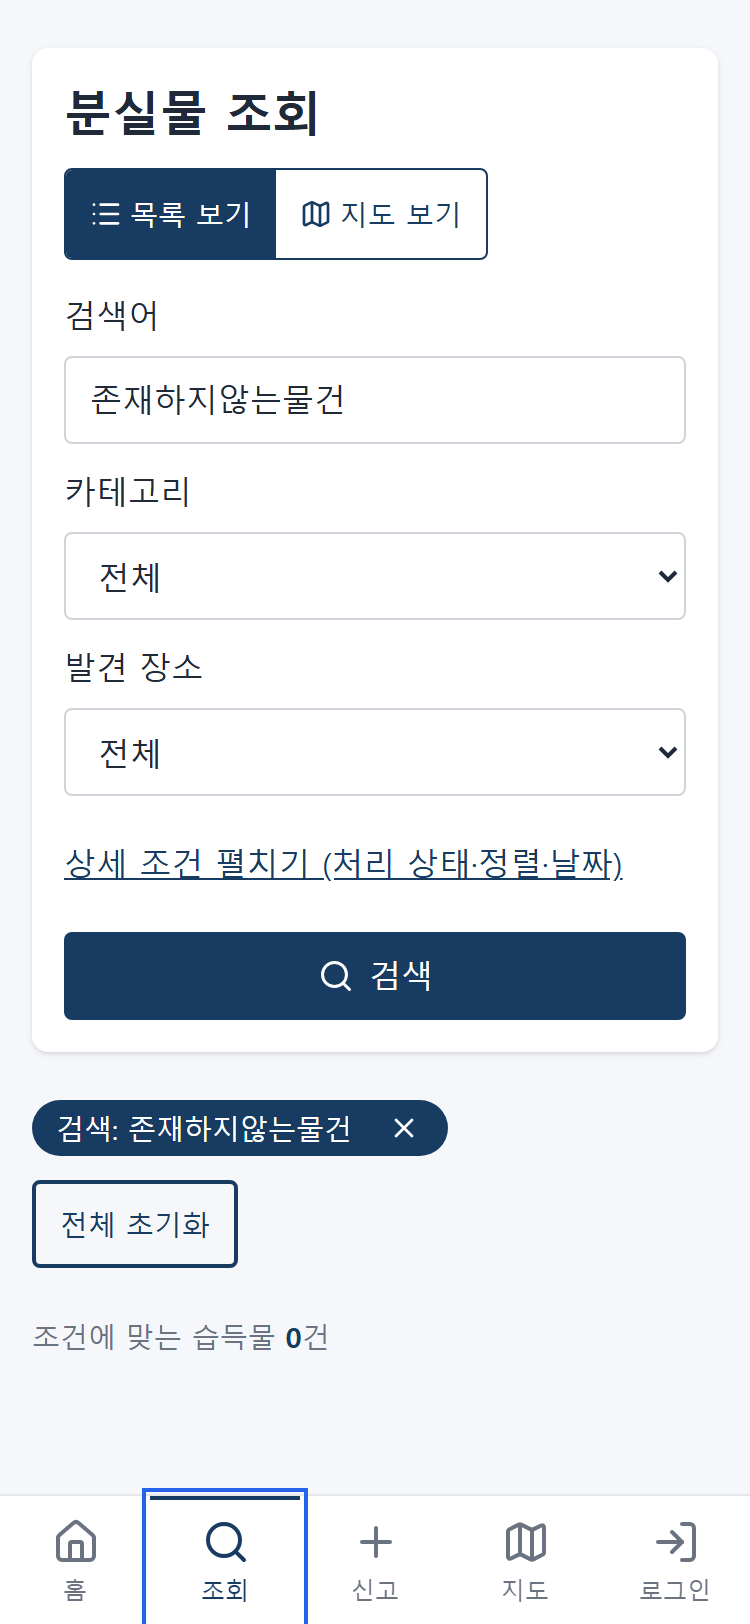 분실물 조회
목록 보기
지도 보기
검색어
존재하지않는물건
카테고리
전체
발견 장소
전체
상세 조건 펼치기 (처리 상태·정렬·날짜)
검색
검색: 존재하지않는물건
전체 초기화
조건에 맞는 습득물 0건
홈
조회
신고
지도
로그인